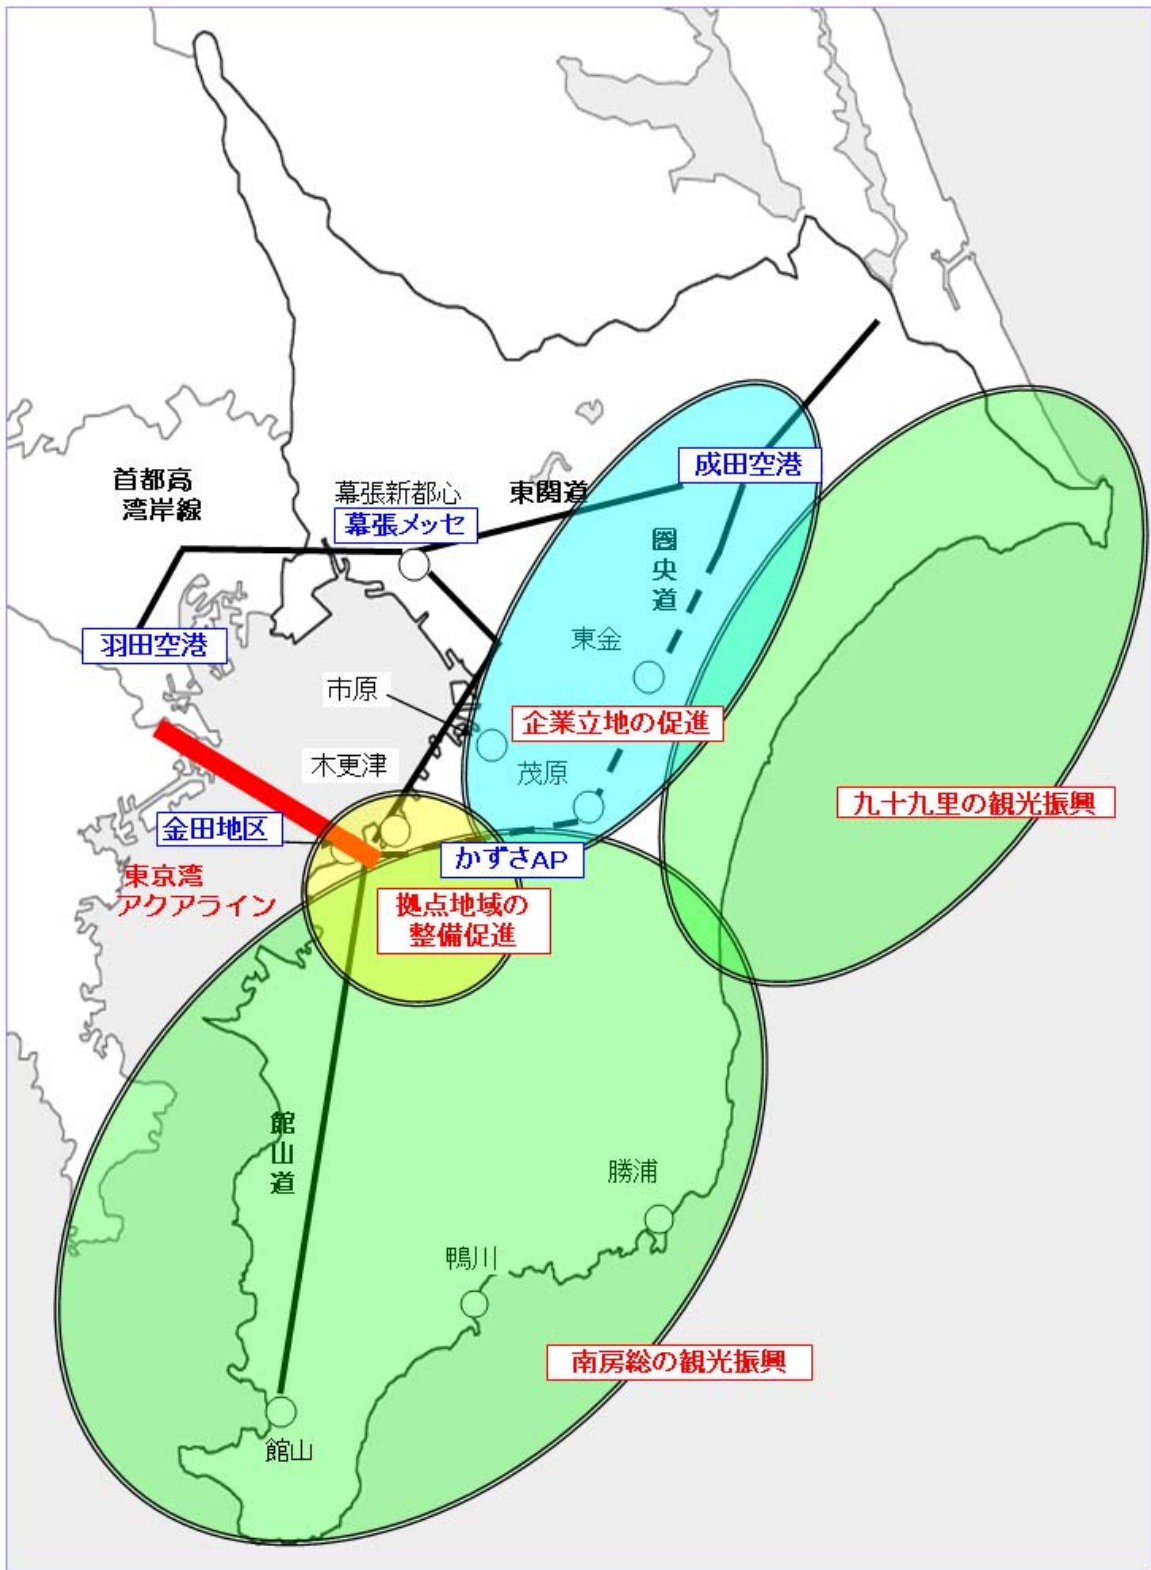 成田空港
首都高
湾岸線
幕張新都心
東関道
幕張メッセ
圏
央
道
羽田空港
東金
市原
企業立地の促進
木更津
茂原
九十九里の観光振興
金田地区
かずさAP
東京湾
アクアライン
拠点地域の
整備促進
館
山
道
勝浦
鴨川
南房総の観光振興
館山